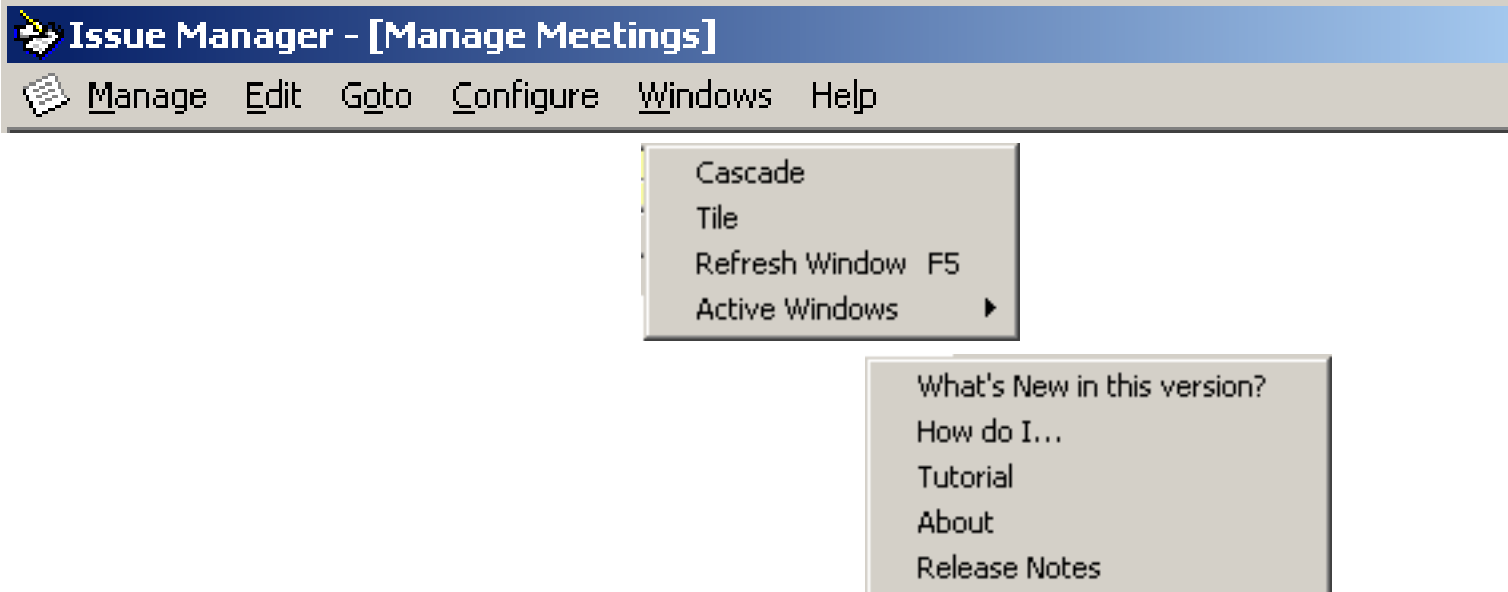 Issue Manager - [Manage Meetings]
Manage Edit Goto Configure Windows Help
Cascade
Tile
Refresh Window F5
Active Windows
What's New in this version?
How do I...
Tutorial
About
Release Notes